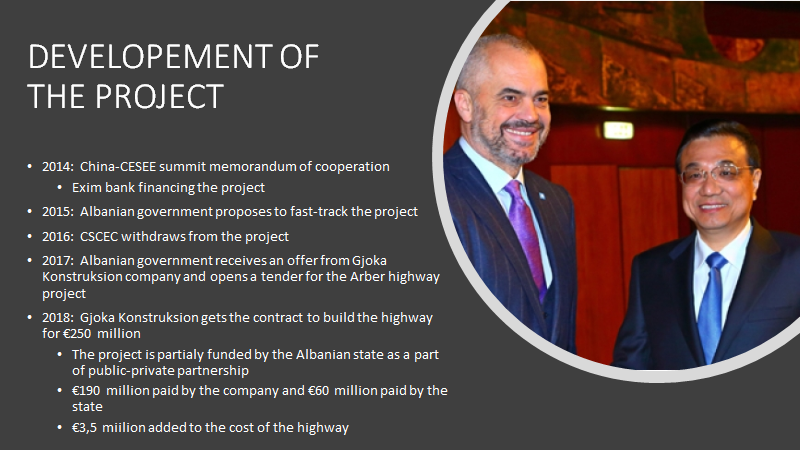 DEVELOPEMENT OF
THE PROJECT
• 2014: China-CESEE summit memorandum of cooperation
• Exim bank financing the project
• 2015: Albanian government proposes to fast-track the project
• 2016: CSCEC withdraws from the project
• 2017: Albanian government receives an offer from Gjoka
Konstruksion company and opens a tender for the Arber highway
project
• 2018: Gjoka Konstruksion gets the contract to build the highway
for €250 million
• The project is partialy funded by the Albanian state as a part
of public-private partnership
• €190 million paid by the company and €60 million paid by the
state
• €3,5 miilion added to the cost of the highway